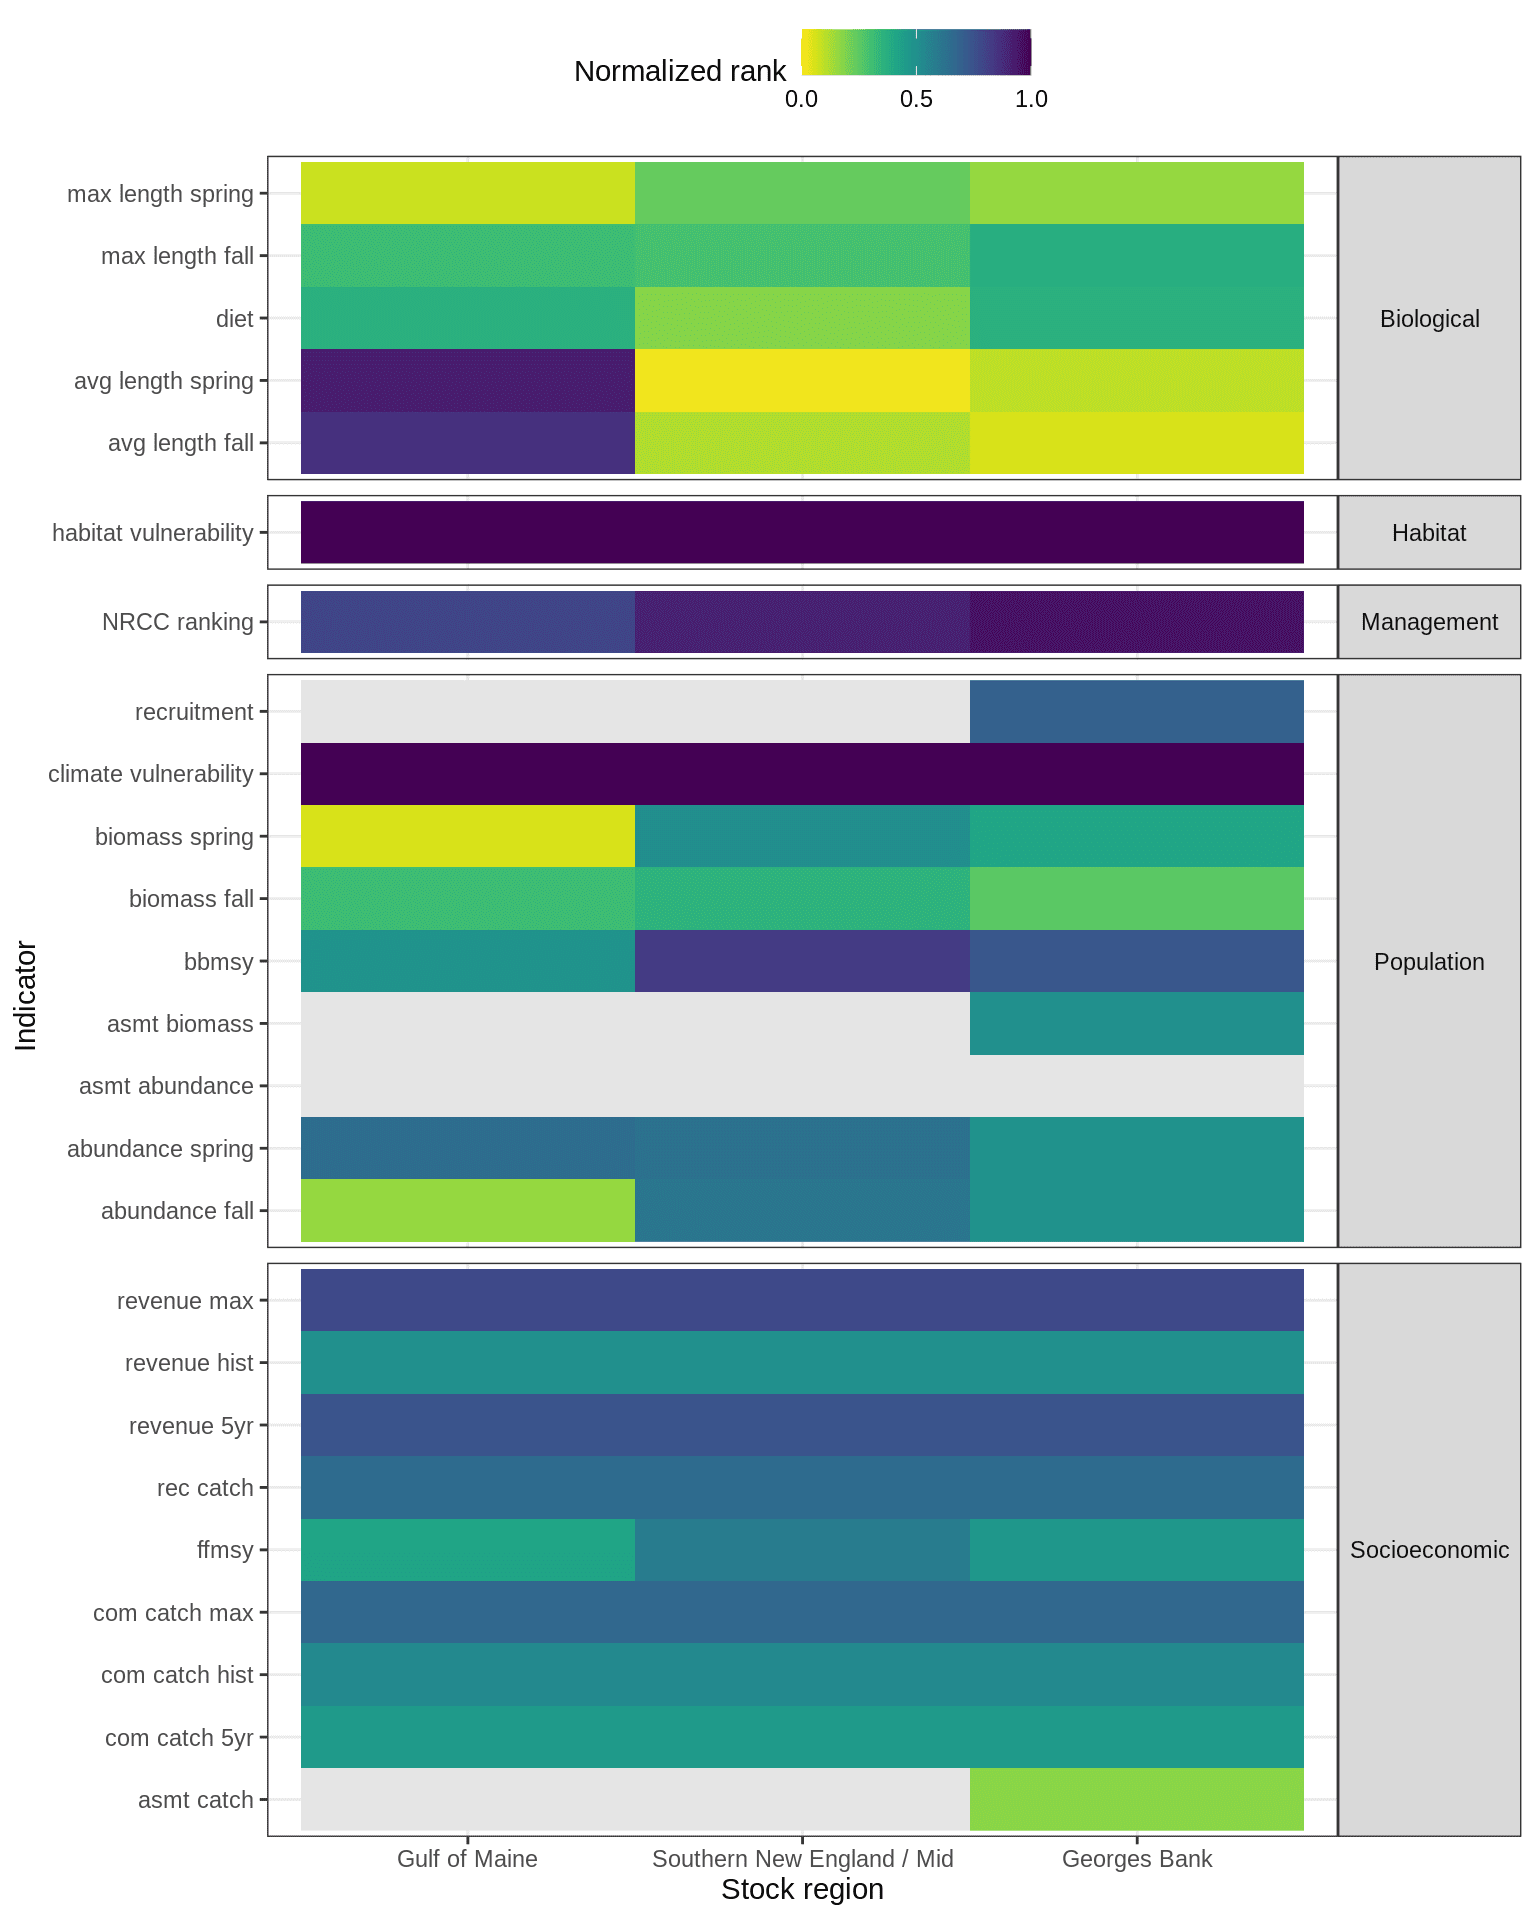 Normalized rank
0.0 0.5 1.0
max length spring
max length fall
diet
avg length spring
avg length fall
Biological
habitat vulnerability
Habitat
NRCC ranking
Management
recruitment
climate vulnerability
biomass spring
biomass fall
bbmsy
asmt biomass
asmt abundance
abundance spring
abundance fall
Population
revenue max
revenue hist
revenue 5yr
rec catch
ffmsy
com catch max
com catch hist
com catch 5yr
asmt catch
Socioeconomic
Indicator
Gulf of Maine
Southern New England / Mid
Georges Bank
Stock region